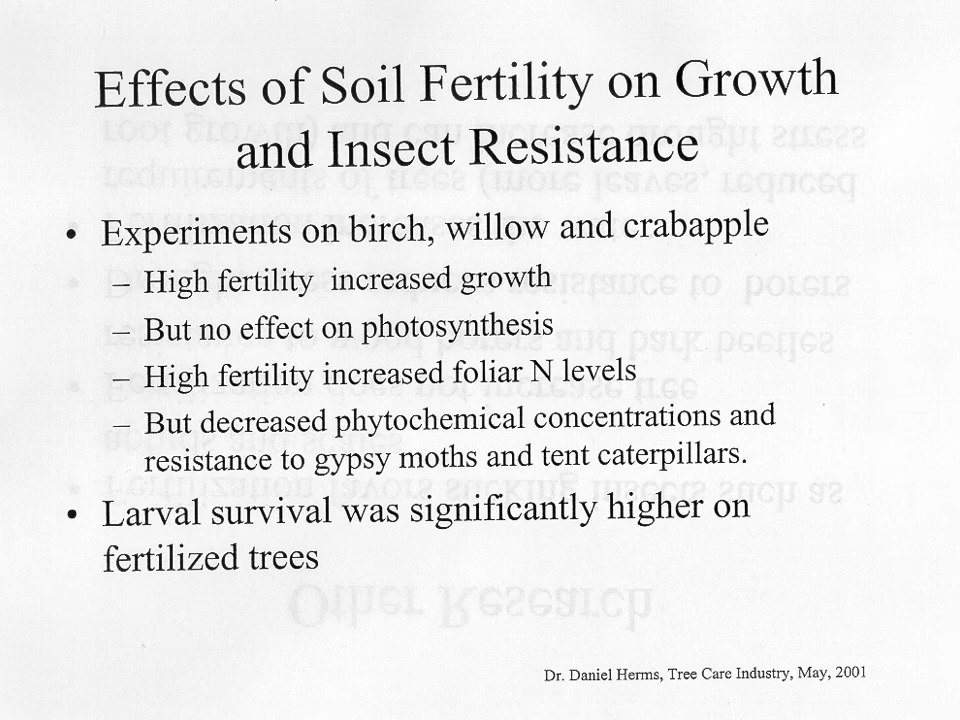 Effects of Soil Fertility on Growth
and Insect Resistance
• Experiments on birch, willow and crabapple
– High fertility increased growth
– But no effect on photosynthesis
– High fertility increased foliar N levels
– But decreased phytochemical concentrations and
resistance to gypsy moths and tent caterpillars.
• Larval survival was significantly higher on
fertilized trees
Dr. Daniel Herms, Tree Care Industry, May, 2001